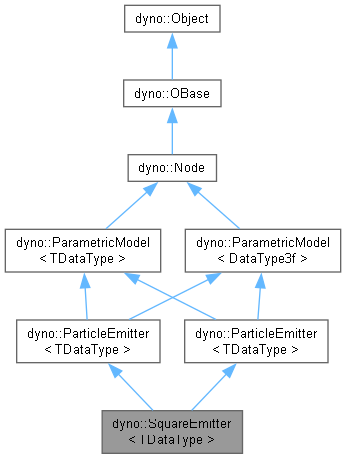 dyno::Object
dyno::OBase
dyno::Node
dyno::ParametricModel
< TDataType >
dyno::ParametricModel
< DataType3f >
dyno::ParticleEmitter
< TDataType >
dyno::ParticleEmitter
< TDataType >
dyno::SquareEmitter
< TDataType >